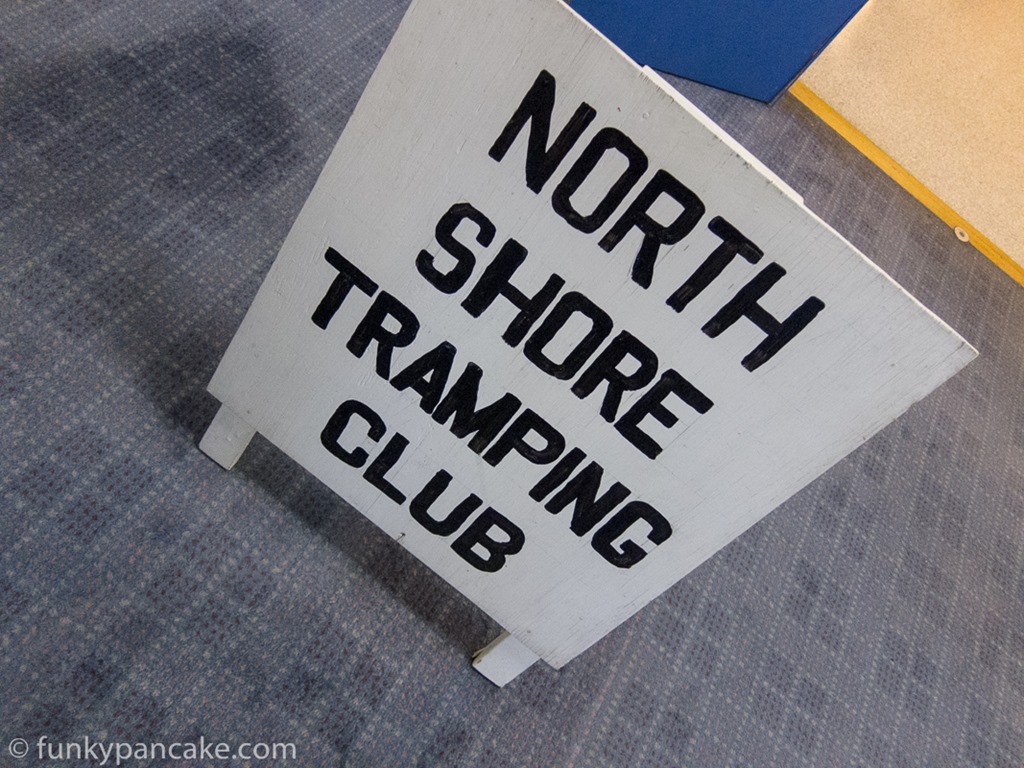 NORTH
SHORE
TRAMPING
CLUB
© funkypancake.com